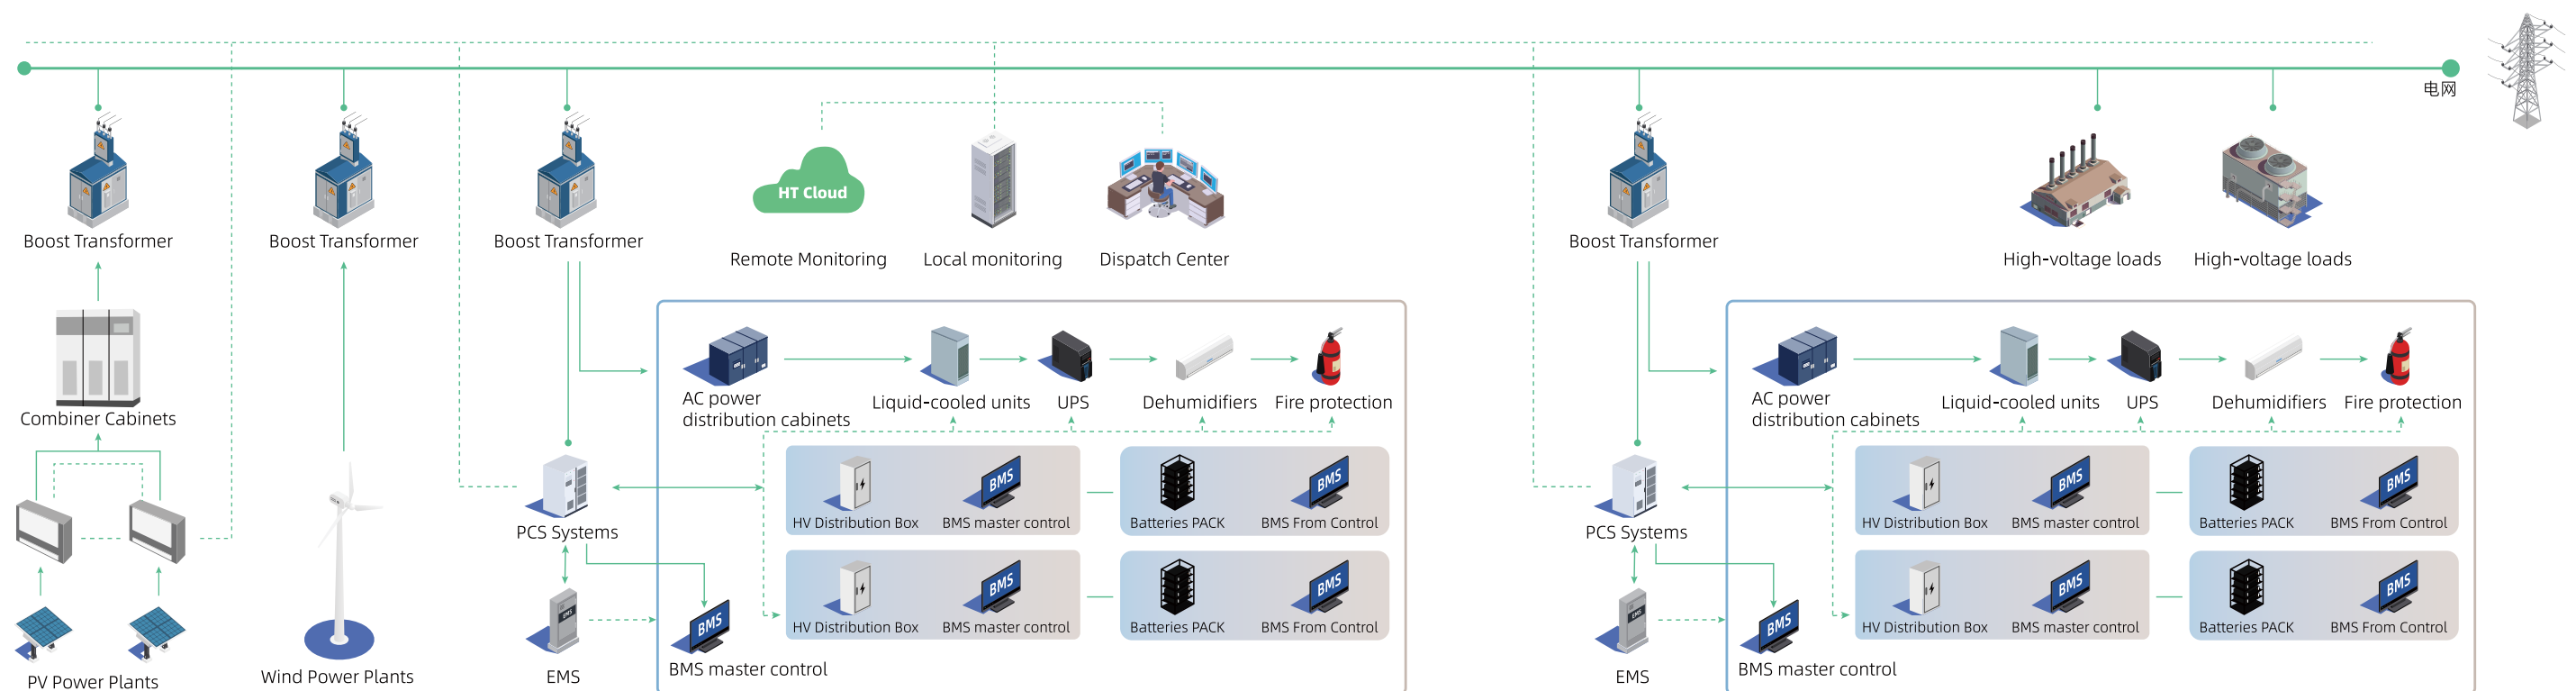 电网
HT Cloud
Boost Transformer
Boost Transformer
Boost Transformer
Boost Transformer
Remote Monitoring
Local monitoring
Dispatch Center
High-voltage loads
High-voltage loads
Combiner Cabinets
PV Power Plants
Wind Power Plants
PCS Systems
EMS
EMS
AC power
distribution cabinets
Liquid-cooled units
UPS
Dehumidifiers
Fire protection
BMS
BMS
HV Distribution Box
BMS master control
Batteries PACK
BMS From Control
BMS
BMS
HV Distribution Box
BMS master control
Batteries PACK
BMS From Control
BMS
BMS master control
PCS Systems
EMS
EMS
AC power
distribution cabinets
Liquid-cooled units
UPS
Dehumidifiers
Fire protection
BMS
BMS
HV Distribution Box
BMS master control
Batteries PACK
BMS From Control
BMS
BMS
HV Distribution Box
BMS master control
Batteries PACK
BMS From Control
BMS
BMS master control